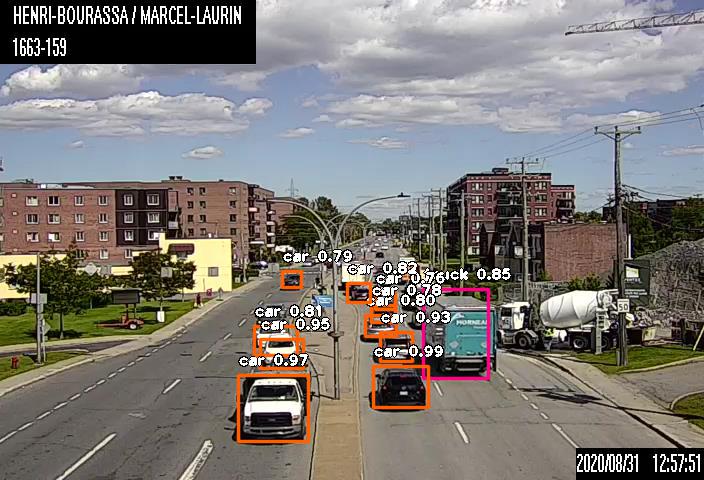 HENRI-BOURASSA / MARCEL-LAURIN
1663-159
car 0.79
car 0.82
car 0.76
ck 0.85
car 0.78
car 0.80
car 0.81
car 0.93
car 0.95
car 0.99
car 0.97
MORNEAU
50
2020/08/31 12:57:51